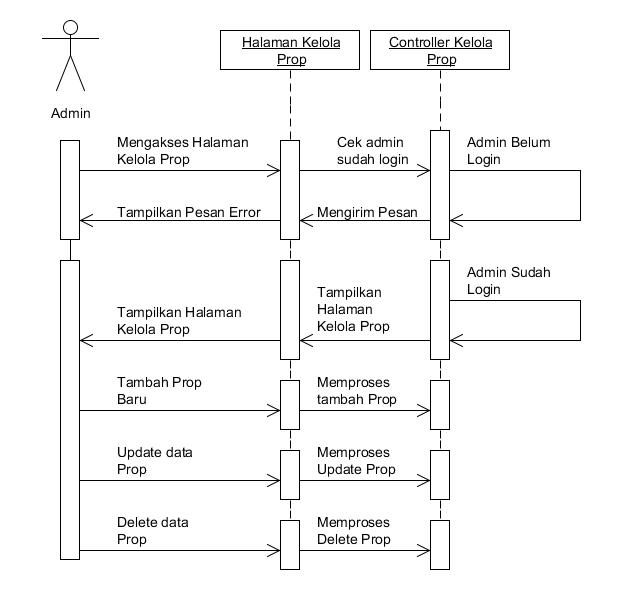 Halaman Kelola
Prop
Controller Kelola
Prop
Admin
Mengakses Halaman
Kelola Prop
Cek admin
sudah login
Admin Belum
Login
Tampilkan Pesan Error
Mengirim Pesan
Admin Sudah
Login
Tampilkan
Halaman
Kelola Prop
Tampilkan Halaman
Kelola Prop
Tambah Prop
Baru
Memproses
tambah Prop
Update data
Prop
Memproses
Update Prop
Delete data
Prop
Memproses
Delete Prop